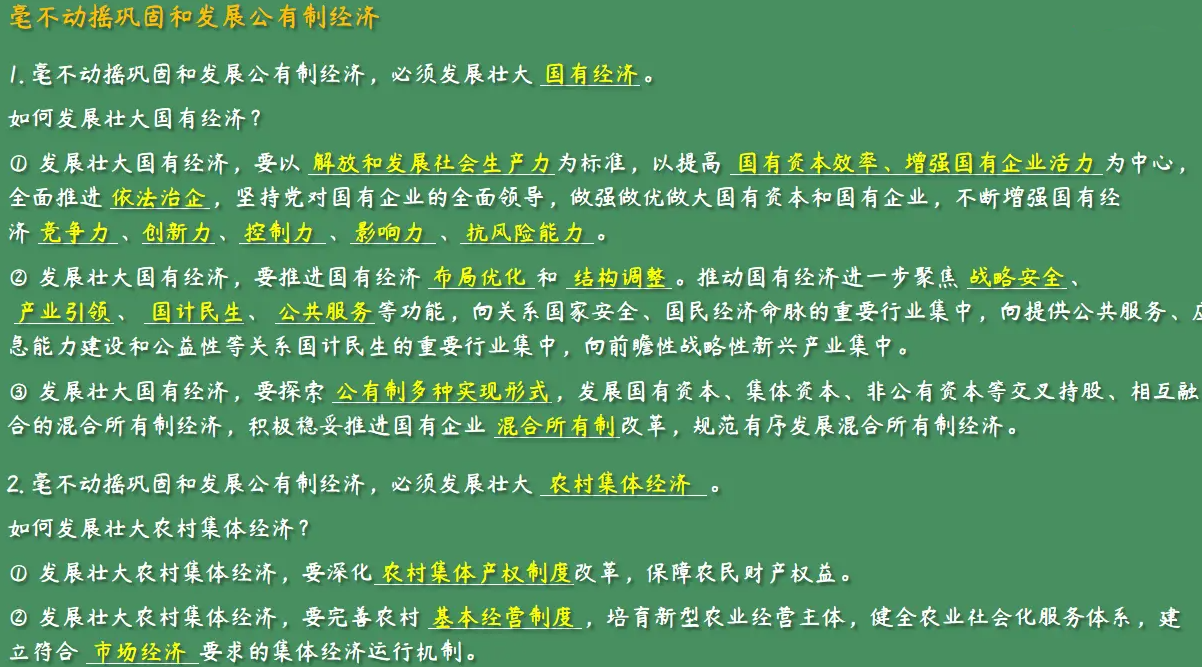 毫不动摇巩固和发展公有制经济
1. 毫不动摇巩固和发展公有制经济，必须发展壮大 国有经济。
如何发展壮大国有经济？
① 发展壮大国有经济，要以 解放和发展社会生产力为标准，以提高 国有资本效率、增强国有企业活力 为中心，
全面推进 依法治企，坚持党对国有企业的全面领导，做强做优做大国有资本和国有企业，不断增强国有经
济 竞争力、创新力、控制力、影响力、抗风险能力。
② 发展壮大国有经济，要推进国有经济 布局优化 和 结构调整。推动国有经济进一步聚焦 战略安全、
产业引领、国计民生、公共服务等功能，向关系国家安全、国民经济命脉的重要行业集中，向提供公共服务、应
急能力建设和公益性等关系国计民生的重要行业集中，向前瞻性战略性新兴产业集中。
③ 发展壮大国有经济，要探索 公有制多种实现形式，发展国有资本、集体资本、非公有资本等交叉持股、相互融
合的混合所有制经济，积极稳妥推进国有企业 混合所有制改革，规范有序发展混合所有制经济。
2. 毫不动摇巩固和发展公有制经济，必须发展壮大 农村集体经济。
如何发展壮大农村集体经济？
① 发展壮大农村集体经济，要深化 农村集体产权制度改革，保障农民财产权益。
② 发展壮大农村集体经济，要完善农村 基本经营制度，培育新型农业经营主体，健全农业社会化服务体系，建
立符合 市场经济 要求的集体经济运行机制。